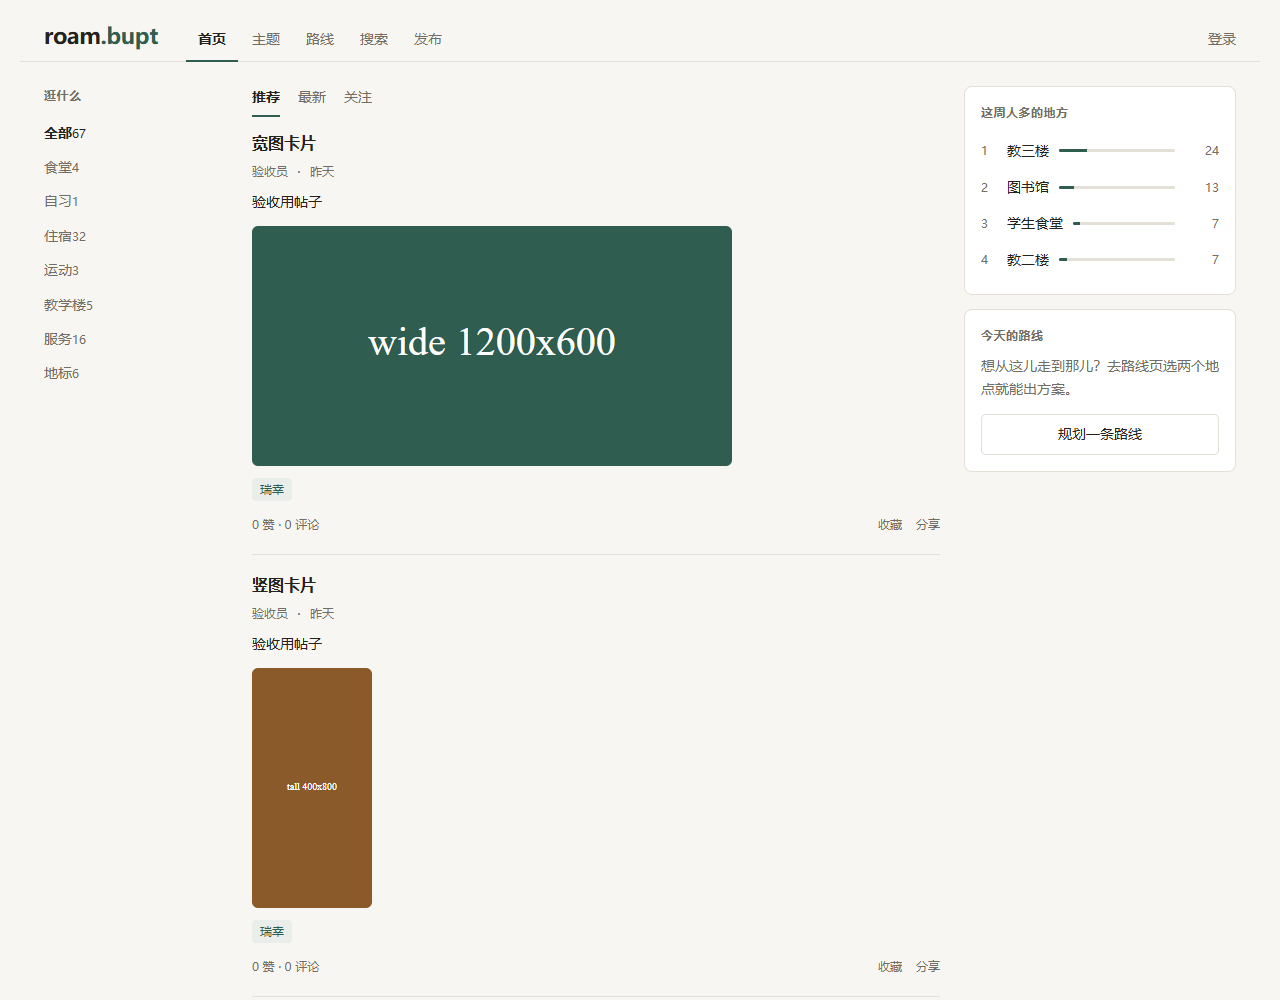 roam.bupt 首页 主题 路线 搜索 发布 登录
逛什么
全部67
食堂4
自习1
住宿32
运动3
教学楼5
服务16
地标6
推荐 最新 关注
宽图卡片
验收员 · 昨天
验收用帖子
wide 1200x600
瑞幸
0 赞 · 0 评论 收藏 分享
竖图卡片
验收员 · 昨天
验收用帖子
tall 400x800
瑞幸
0 赞 · 0 评论 收藏 分享
这周人多的地方
1 教三楼 24
2 图书馆 13
3 学生食堂 7
4 教二楼 7
今天的路线
想从这儿走到那儿？去路线页选两个地
点就能出方案。
规划一条路线